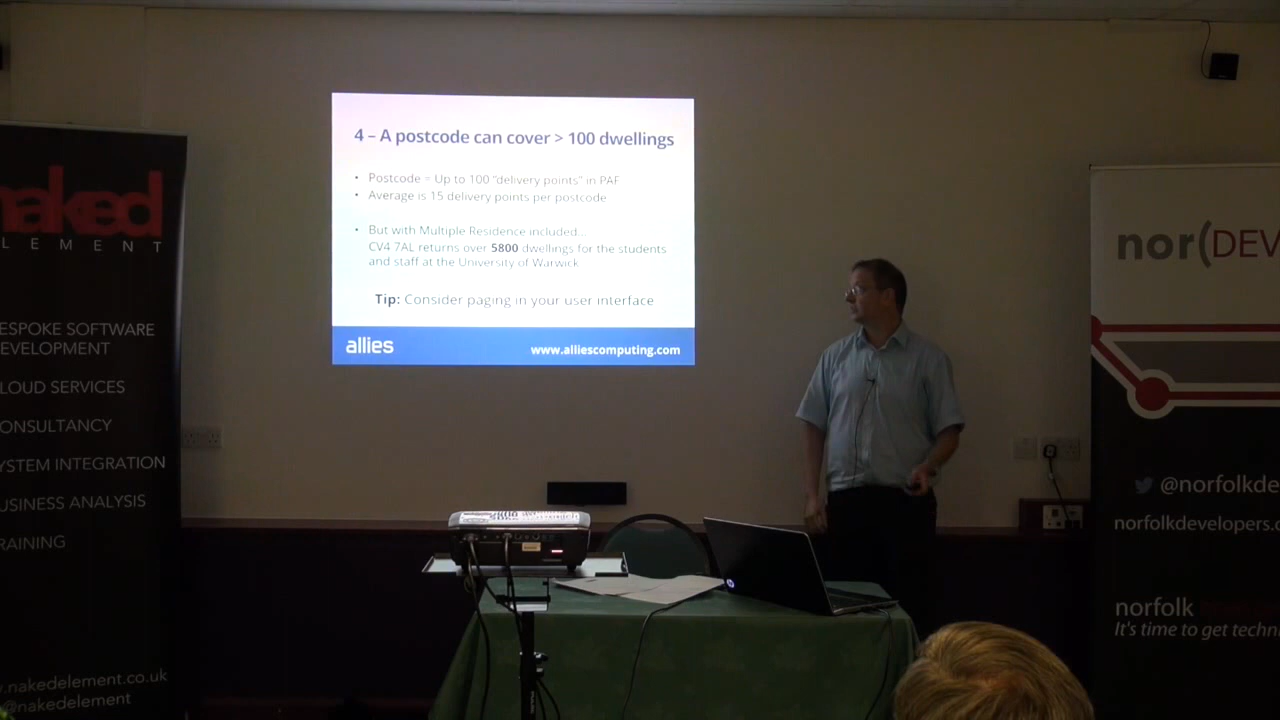 naked
LEMENT
ESPOKE SOFTWARE
EVELOPMENT
LOUD SERVICES
ONSULTANCY
YSTEM INTEGRATION
USINESS ANALYSIS
RAINING
.nakedelement.co.uk
@nakedelement
4 – A postcode can cover > 100 dwellings
• Postcode = Up to 100 "delivery points" in PAF
• Average is 15 delivery points per postcode
• But with Multiple Residence included...
CV4 7AL returns over 5800 dwellings for the students
and staff at the University of Warwick
Tip: Consider paging in your user interface
allies
www.alliescomputing.com
nor(DEV
@norfolkde
norfolkdevelopers.c
norfolk
It's time to get techn